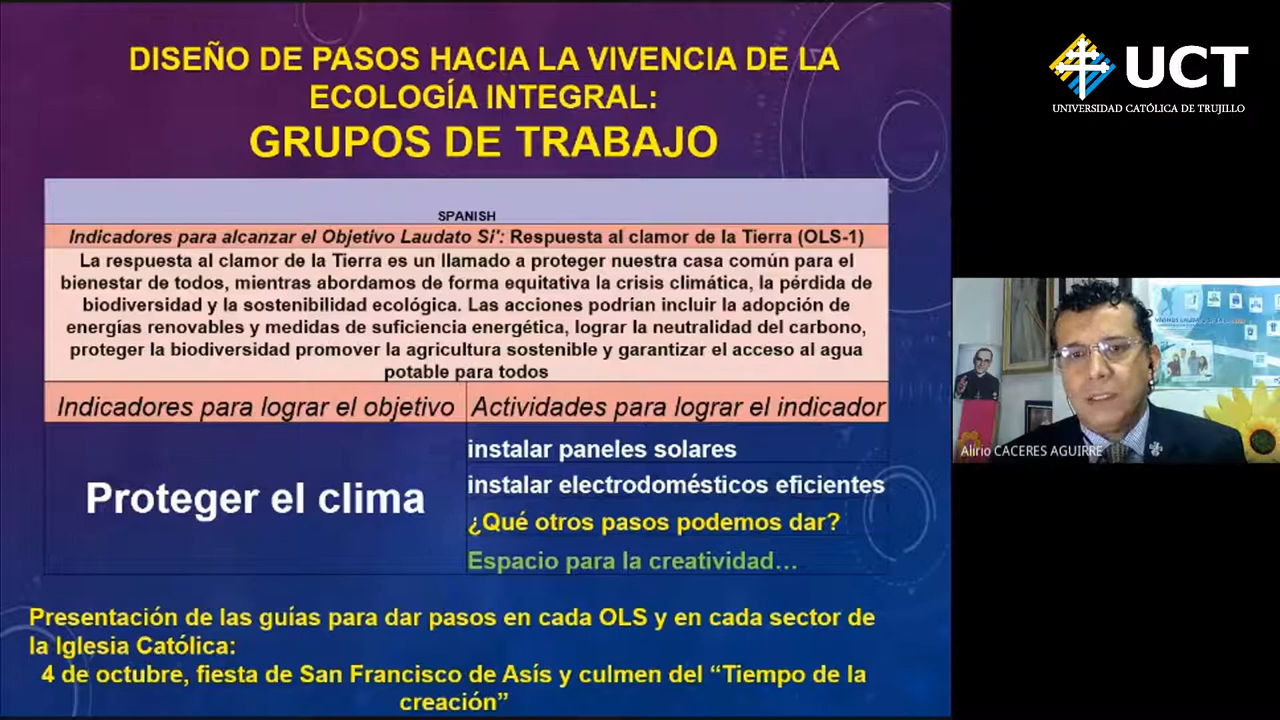 DISEÑO DE PASOS HACIA LA VIVENCIA DE LA
ECOLOGÍA INTEGRAL:
GRUPOS DE TRABAJO
SPANISH
Indicadores para alcanzar el Objetivo Laudato Si': Respuesta al clamor de la Tierra (OLS-1)
La respuesta al clamor de la Tierra es un llamado a proteger nuestra casa común para el
bienestar de todos, mientras abordamos de forma equitativa la crisis climática, la pérdida de
biodiversidad y la sostenibilidad ecológica. Las acciones podrían incluir la adopción de
energías renovables y medidas de suficiencia energética, lograr la neutralidad del carbono,
proteger la biodiversidad promover la agricultura sostenible y garantizar el acceso al agua
potable para todos
Indicadores para lograr el objetivo
Actividades para lograr el indicador
Proteger el clima
instalar paneles solares
instalar electrodomésticos eficientes
¿Qué otros pasos podemos dar?
Espacio para la creatividad…
Presentación de las guías para dar pasos en cada OLS y en cada sector de
la Iglesia Católica:
4 de octubre, fiesta de San Francisco de Asís y culmen del “Tiempo de la
creación”
UCT
UNIVERSIDAD CATÓLICA DE TRUJILLO
Alirio CACERES AGUIRRE